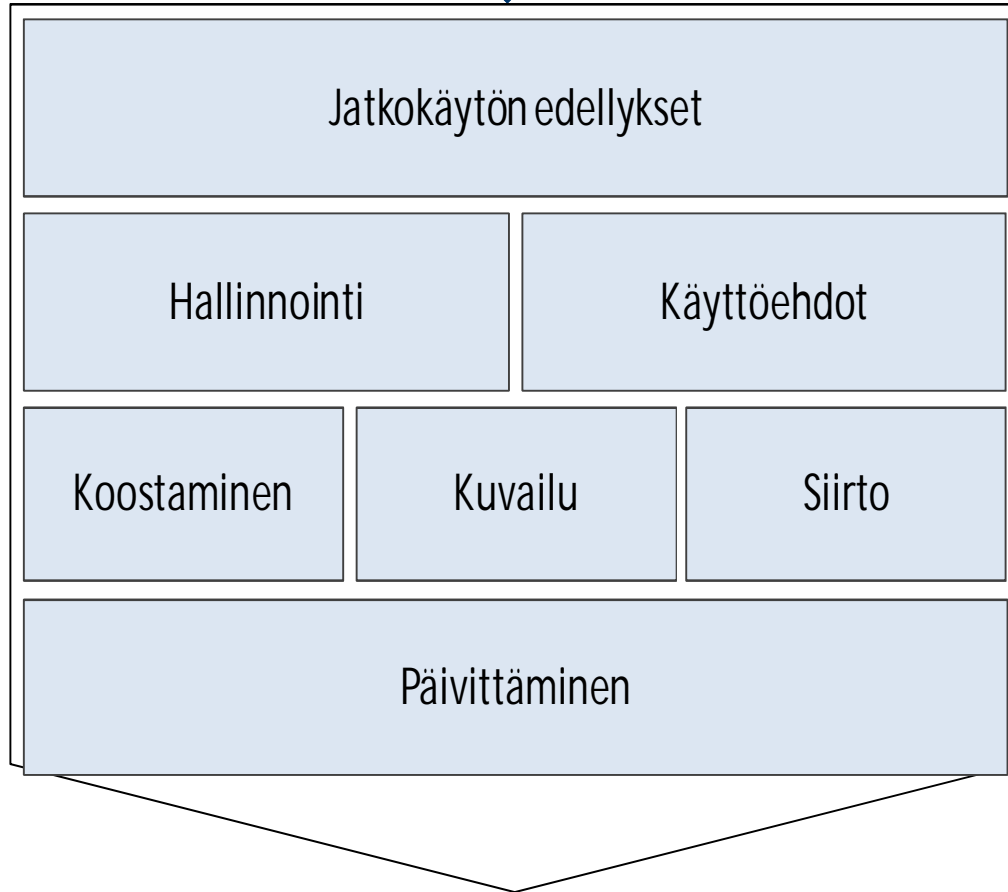 Jatkokäytön edellykset
Hallinnointi
Käyttöehdot
Koostaminen
Kuvailu
Siirto
Päivittäminen